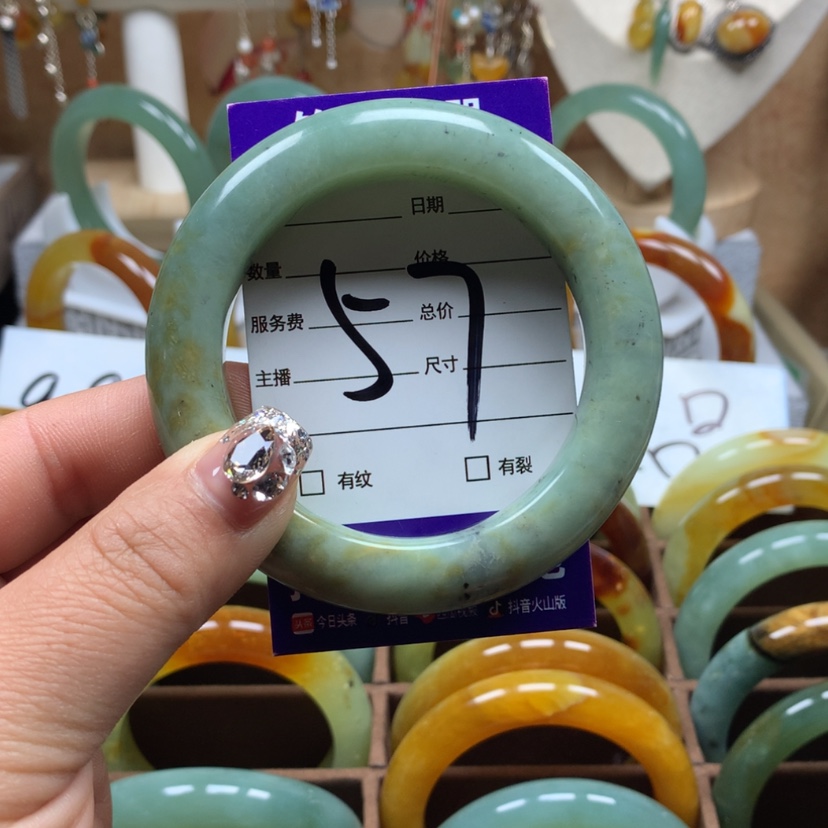 日期
数量 价格
57
服务费 总价
主播 尺寸
有纹 有裂
今日头条 抖音 抖音火山版